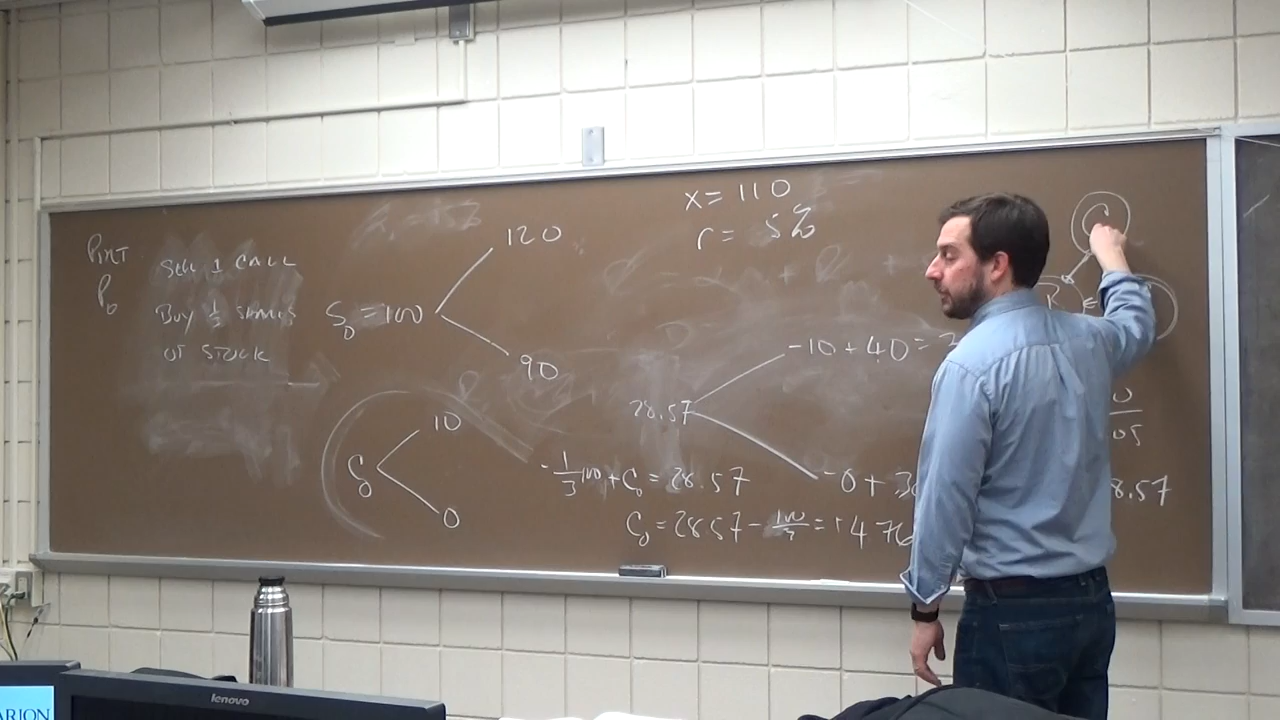 x = 110
r = 5%
SELL 1 CALL
P₀
BUY 1/3 SHARES
OF STOCK
S₀ = 100
120
90
C₀
10
0
28.57
-10 + 40 =
-0 + 3
-1/3 100 + C₀ = 28.57
C₀ = 28.57 - 100/3 =
4.76
8.57
C
R
lenovo
ARION